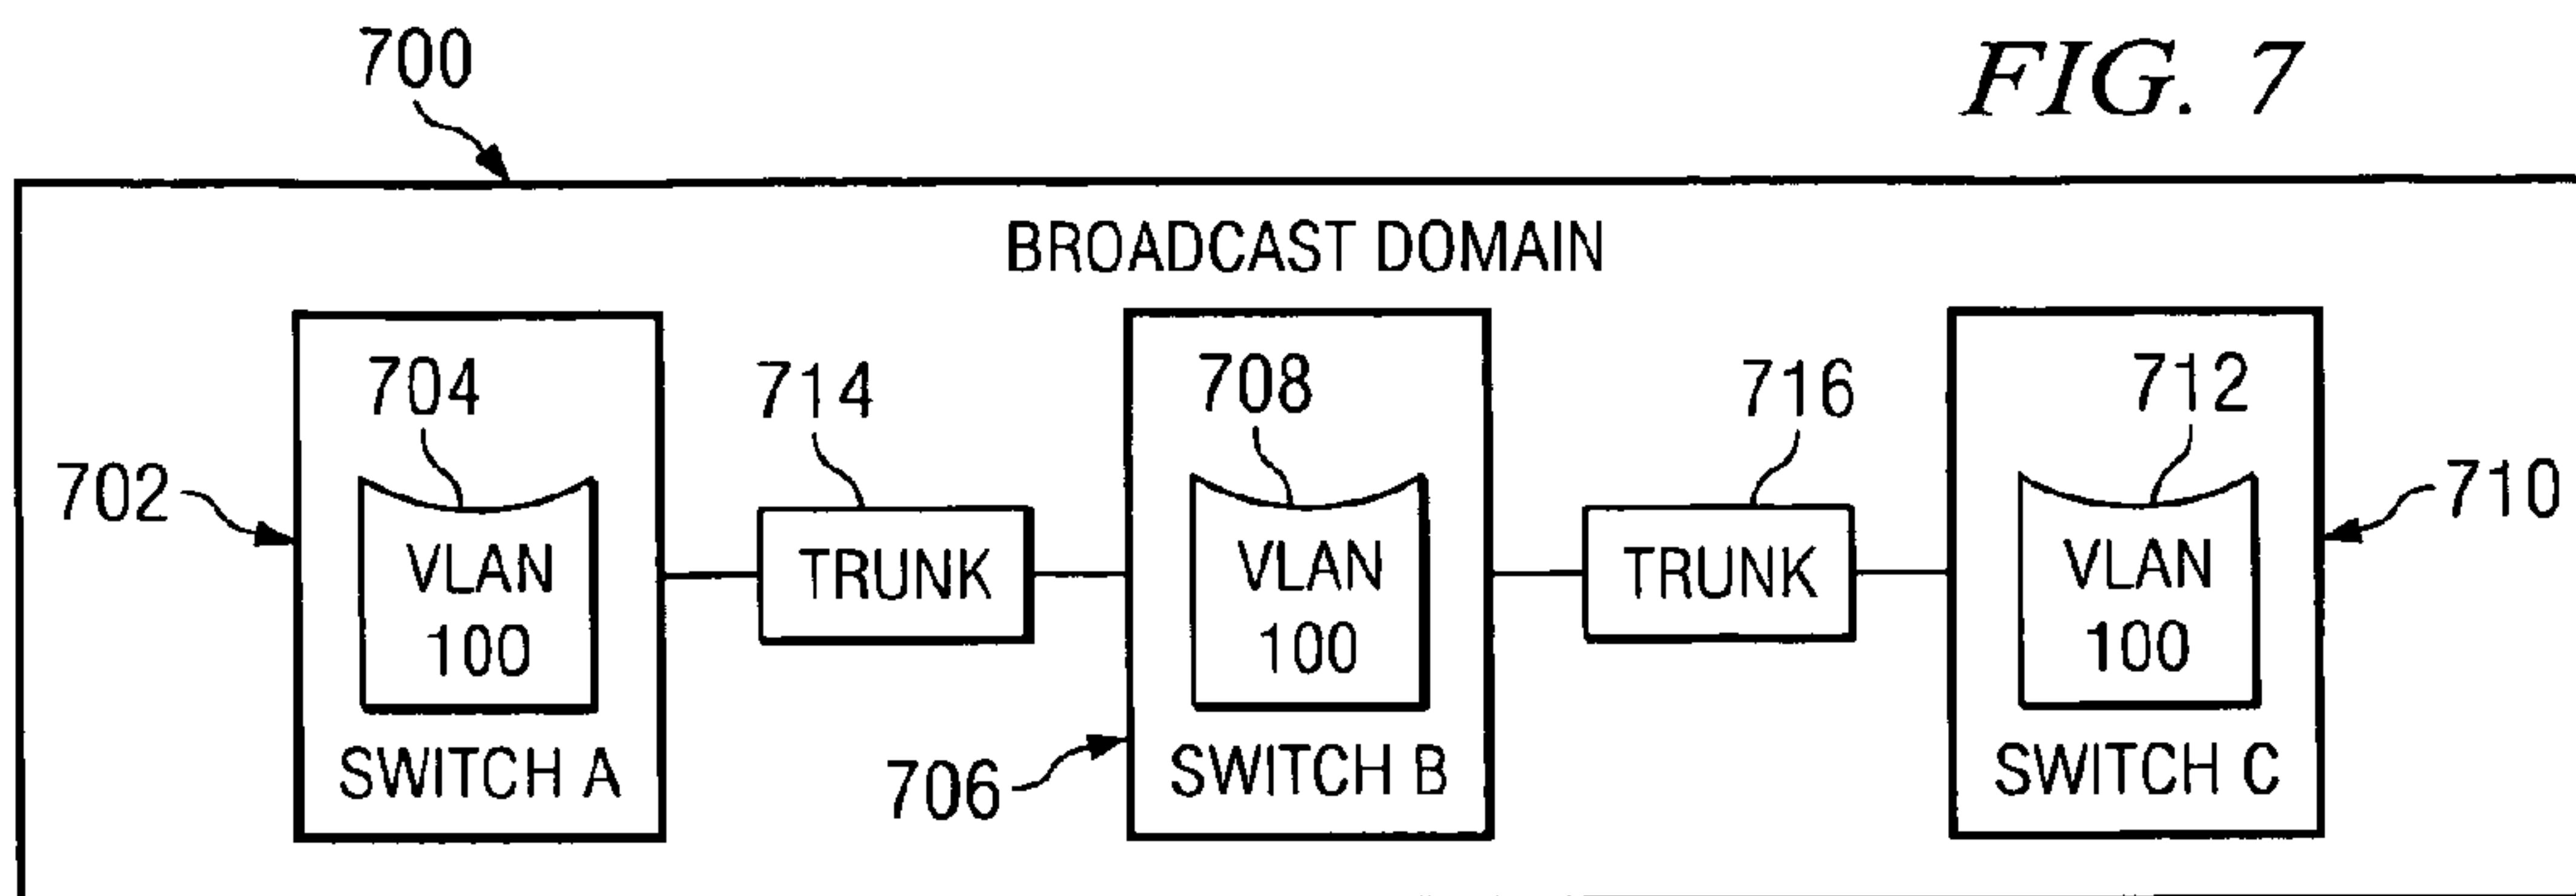 700
FIG. 7
BROADCAST DOMAIN
702
704
VLAN
100
SWITCH A
714
TRUNK
706
708
VLAN
100
SWITCH B
716
TRUNK
710
712
VLAN
100
SWITCH C